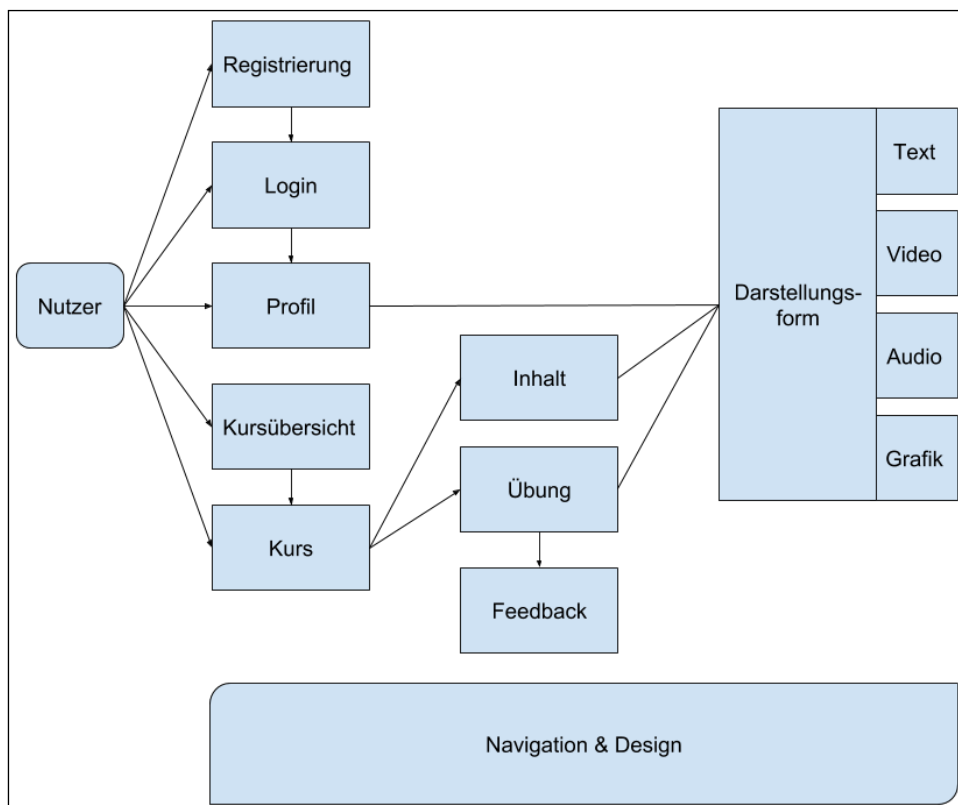 Registrierung
Login
Nutzer
Profil
Kursübersicht
Kurs
Inhalt
Übung
Feedback
Darstellungs-
form
Text
Video
Audio
Grafik
Navigation & Design